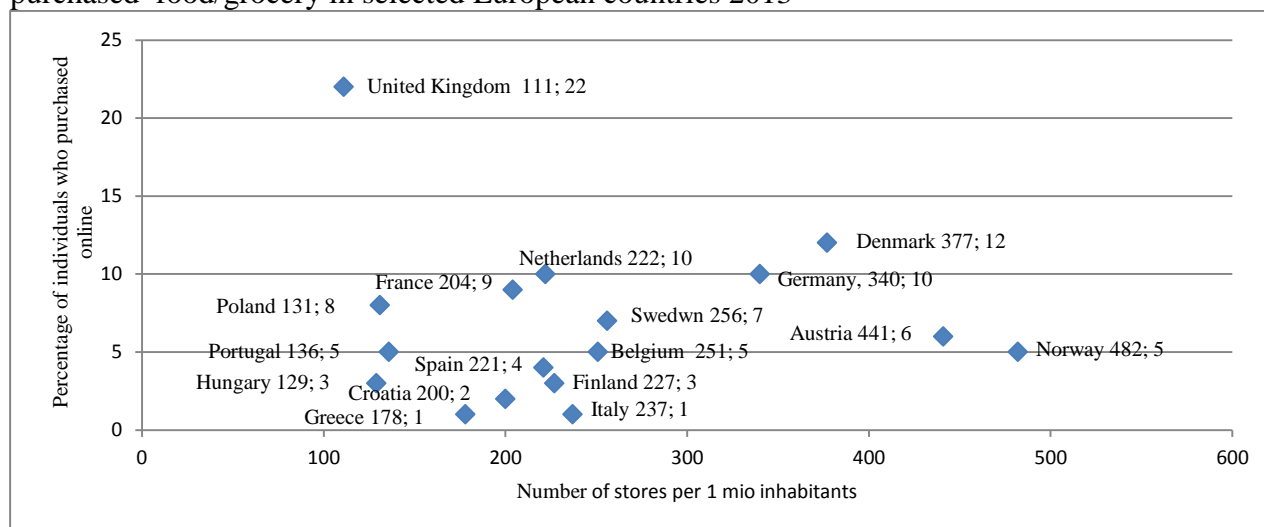 purchased food/grocery in selected European countries 2013
25
20
15
10
5
0
Percentage of individuals who purchased
online
United Kingdom 111; 22
Denmark 377; 12
Netherlands 222; 10
Germany, 340; 10
France 204; 9
Poland 131; 8
Swedwn 256; 7
Austria 441; 6
Portugal 136; 5
Belgium 251; 5
Norway 482; 5
Spain 221; 4
Hungary 129; 3
Finland 227; 3
Croatia 200; 2
Italy 237; 1
Greece 178; 1
0 100 200 300 400 500 600
Number of stores per 1 mio inhabitants